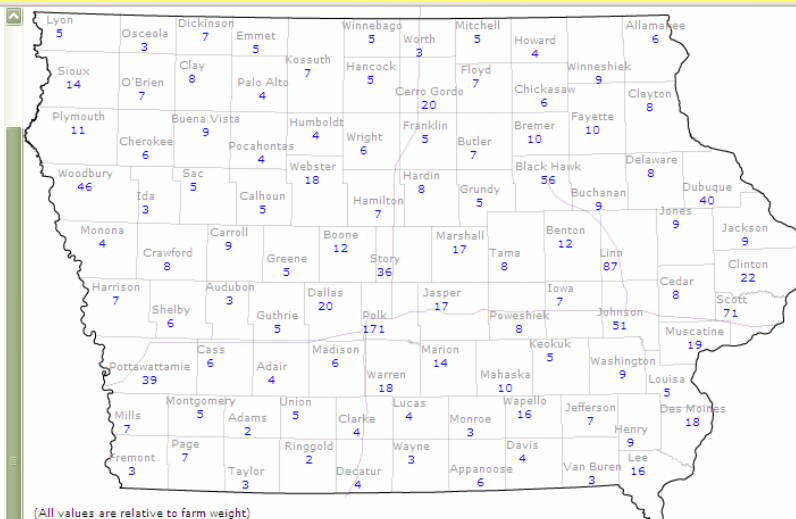 Lyon
5
Osceola
3
Dickinson
7
Emmet
5
Winnebago
5
Worth
3
Mitchell
5
Howard
4
Allamakee
6
Sioux
14
O'Brien
7
Clay
8
Palo Alto
4
Kossuth
7
Hancock
5
Cerro Gordo
20
Floyd
7
Chickasaw
6
Winneshiek
9
Clayton
8
Plymouth
11
Cherokee
6
Buena Vista
9
Pocahontas
4
Humboldt
4
Wright
6
Franklin
5
Butler
7
Bremer
10
Fayette
10
Woodbury
46
Ida
3
Sac
5
Calhoun
5
Webster
18
Hamilton
7
Hardin
8
Grundy
5
Black Hawk
56
Buchanan
9
Delaware
8
Dubuque
40
Monona
4
Crawford
8
Carroll
9
Greene
5
Boone
12
Story
36
Marshall
17
Tama
8
Benton
12
Linn
87
Jones
9
Jackson
9
Clinton
22
Harrison
7
Shelby
6
Audubon
3
Guthrie
5
Dallas
20
Polk
171
Jasper
17
Poweshiek
8
Iowa
7
Johnson
51
Cedar
8
Scott
71
Muscatine
19
Pottawattamie
39
Cass
6
Adair
4
Madison
6
Warren
18
Marion
14
Mahaska
10
Keokuk
5
Washington
9
Louisa
5
Mills
7
Montgomery
5
Adams
2
Union
5
Clarke
4
Lucas
4
Monroe
3
Wapello
16
Jefferson
7
Henry
9
Des Moines
18
Fremont
3
Page
7
Taylor
3
Ringgold
2
Decatur
4
Wayne
3
Appanoose
6
Davis
4
Van Buren
3
Lee
16
(All values are relative to farm weight)